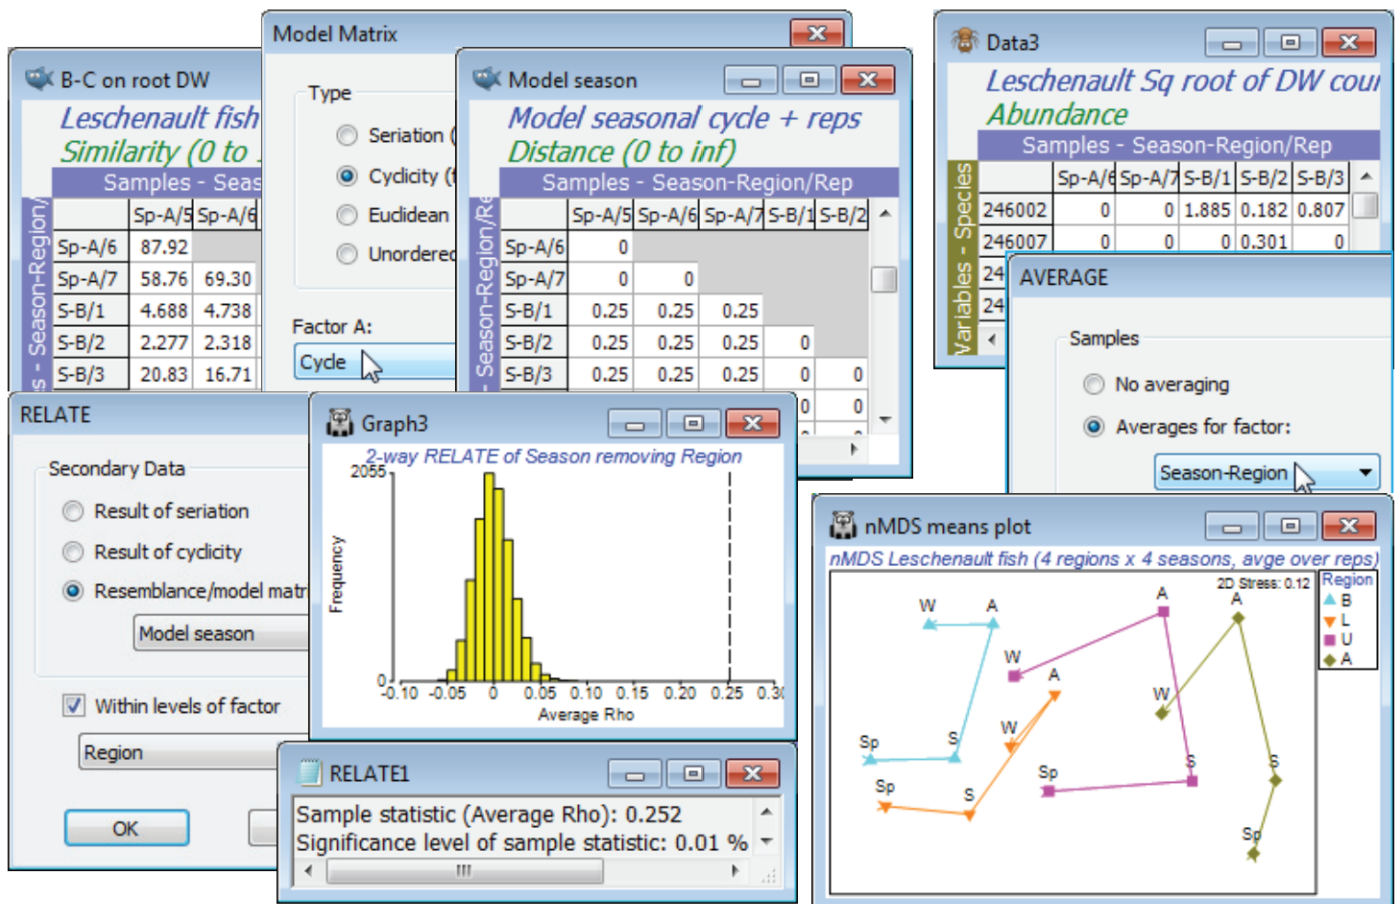 B-C on root DW
Leschenault fish
Similarity (0 to
Samples - Seas
Sp-A/5 Sp-A/6
Sp-A/6 87.92
Sp-A/7 58.76 69.30
S-B/1 4.688 4.738
S-B/2 2.277 2.318
S-B/3 20.83 16.71
s - Season-Region/
Model Matrix
Type
Seriation (
Cyclicity (f
Euclidean
Unordered
Factor A:
Cycle
Model season
Model seasonal cycle + reps
Distance (0 to inf)
Samples - Season-Region/Rep
Sp-A/5 Sp-A/6 Sp-A/7 S-B/1 S-B/2
Sp-A/6 0
Sp-A/7 0 0
S-B/1 0.25 0.25 0.25
S-B/2 0.25 0.25 0.25 0
S-B/3 0.25 0.25 0.25 0 0
0 0
- Season-Region/Re
Data3
Leschenault Sq root of DW cour
Abundance
Samples - Season-Region/Rep
Sp-A/6 Sp-A/7 S-B/1 S-B/2 S-B/3
246002 0 0 1.885 0.182 0.807
246007 0 0 0 0.301 0
24
24
Variables - Species
AVERAGE
Samples
No averaging
Averages for factor:
Season-Region
RELATE
Secondary Data
Result of seriation
Result of cyclicity
Resemblance/model matr
Model season
Within levels of factor
Region
OK
Graph3
2-way RELATE of Season removing Region
2055
0
Frequency
-0.10 -0.05 0 0.05 0.10 0.15 0.20 0.25 0.30
Average Rho
RELATE1
Sample statistic (Average Rho): 0.252
Significance level of sample statistic: 0.01 %
nMDS means plot
nMDS Leschenault fish (4 regions x 4 seasons, avge over reps)
2D Stress: 0.12
Region
B
L
U
A
W A A A
W A
W W
Sp S Sp S S
Sp S
Sp